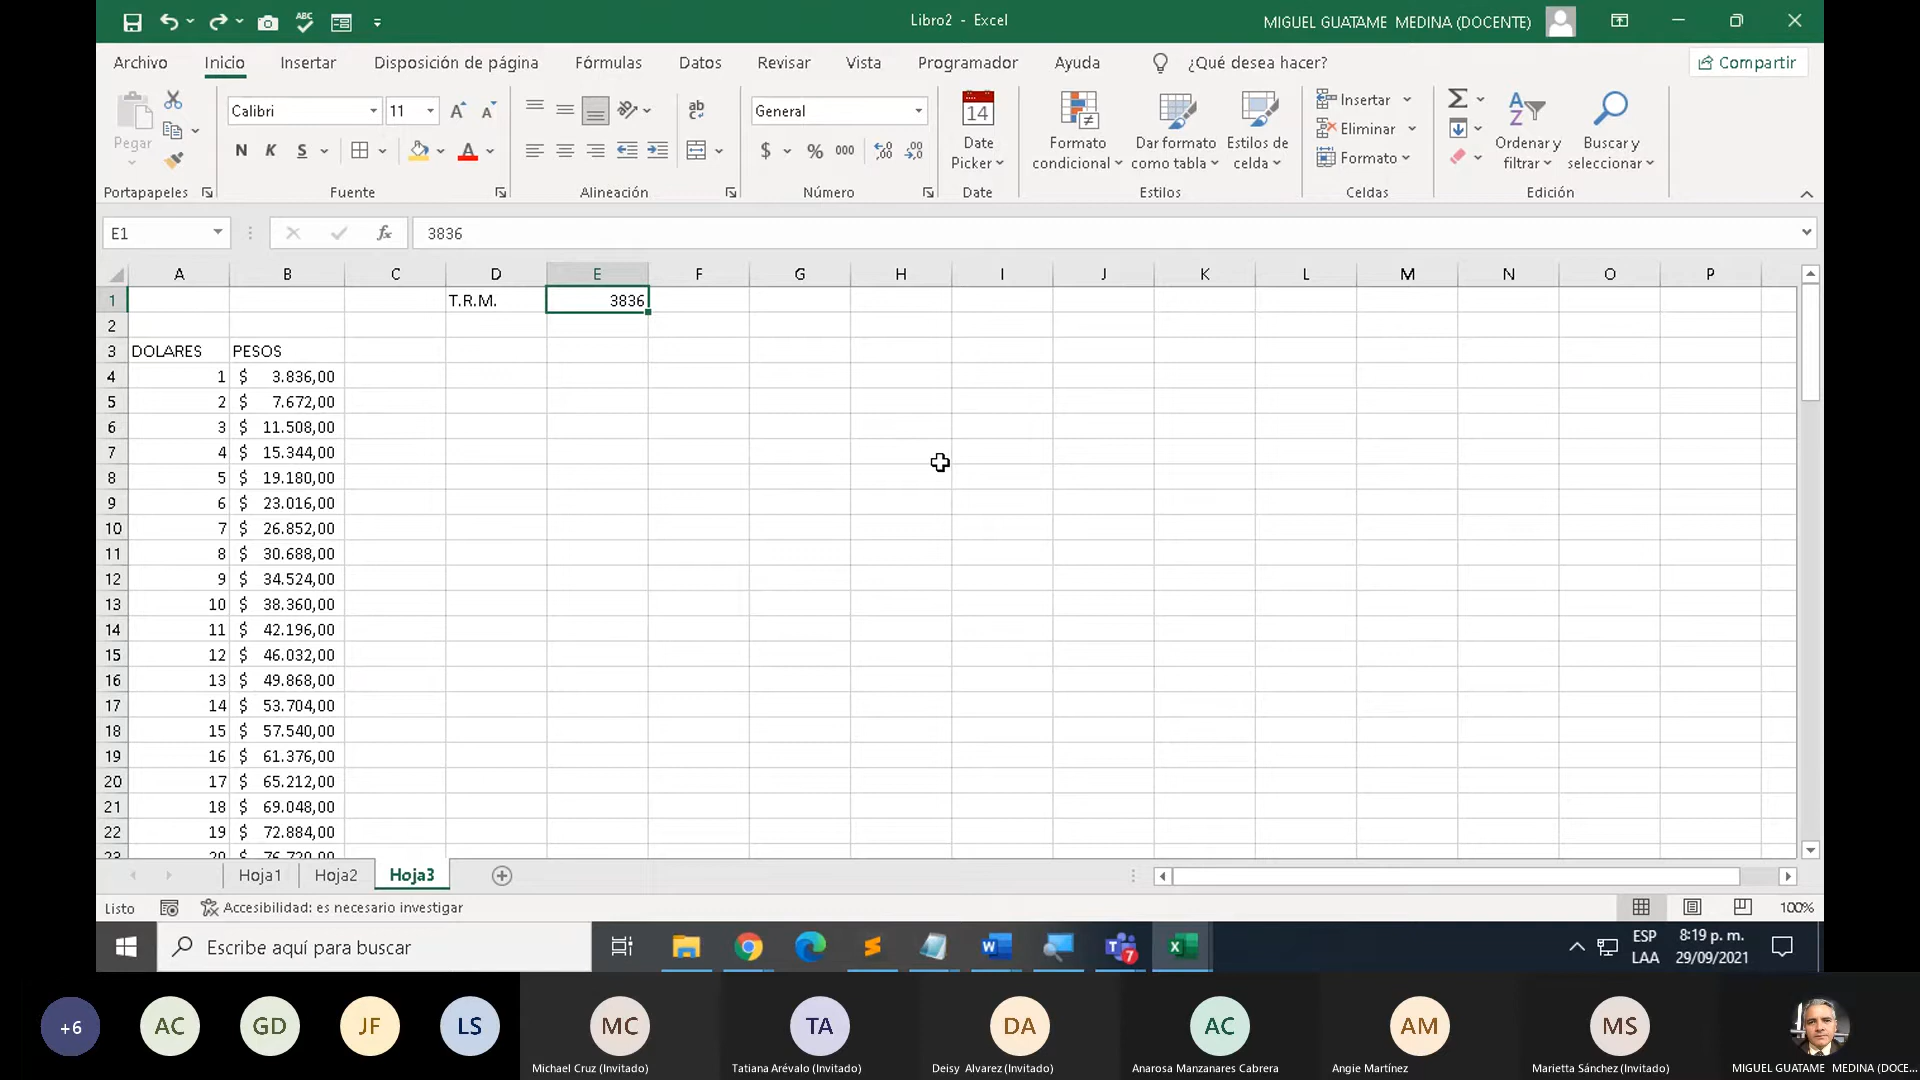 Libro2 - Excel
MIGUEL GUATAME MEDINA (DOCENTE)
Archivo Inicio Insertar Disposición de página Fórmulas Datos Revisar Vista Programador Ayuda ¿Qué desea hacer? Compartir
Pegar
Calibri 11
General
14
Date Picker
Formato condicional
Dar formato como tabla
Estilos de celda
Insertar
Eliminar
Formato
Ordenar y filtrar
Buscar y seleccionar
N K S
$ % 000
Portapapeles Fuente Alineación Número Date Estilos Celdas Edición
E1 fx 3836
A B C D E F G H I J K L M N O P
1 T.R.M. 3836
2
3 DOLARES PESOS
4 1 $ 3.836,00
5 2 $ 7.672,00
6 3 $ 11.508,00
7 4 $ 15.344,00
8 5 $ 19.180,00
9 6 $ 23.016,00
10 7 $ 26.852,00
11 8 $ 30.688,00
12 9 $ 34.524,00
13 10 $ 38.360,00
14 11 $ 42.196,00
15 12 $ 46.032,00
16 13 $ 49.868,00
17 14 $ 53.704,00
18 15 $ 57.540,00
19 16 $ 61.376,00
20 17 $ 65.212,00
21 18 $ 69.048,00
22 19 $ 72.884,00
23 20 $ 76.720,00
Hoja1 Hoja2 Hoja3
Listo Accesibilidad: es necesario investigar 100%
Escribe aquí para buscar
7
ESP
LAA
8:19 p. m.
29/09/2021
+6 AC GD JF LS MC TA DA AC AM MS
Michael Cruz (Invitado) Tatiana Arévalo (Invitado) Deisy Alvarez (Invitado) Anarosa Manzanares Cabrera Angie Martínez Marietta Sánchez (Invitado) MIGUEL GUATAME MEDINA (DOCE...